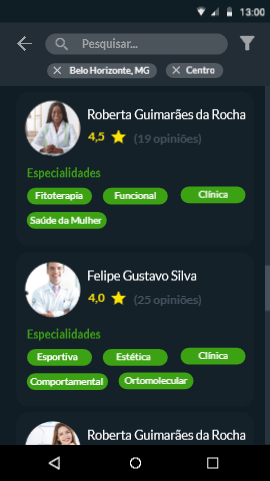 13:00
Pesquisar...
Belo Horizonte, MG
Centro
Roberta Guimarães da Rocha
4,5 (19 opiniões)
Especialidades
Fitoterapia Funcional Clínica
Saúde da Mulher
Felipe Gustavo Silva
4,0 (25 opiniões)
Especialidades
Esportiva Estética Clínica
Comportamental Ortomolecular
Roberta Guimarães da Rocha